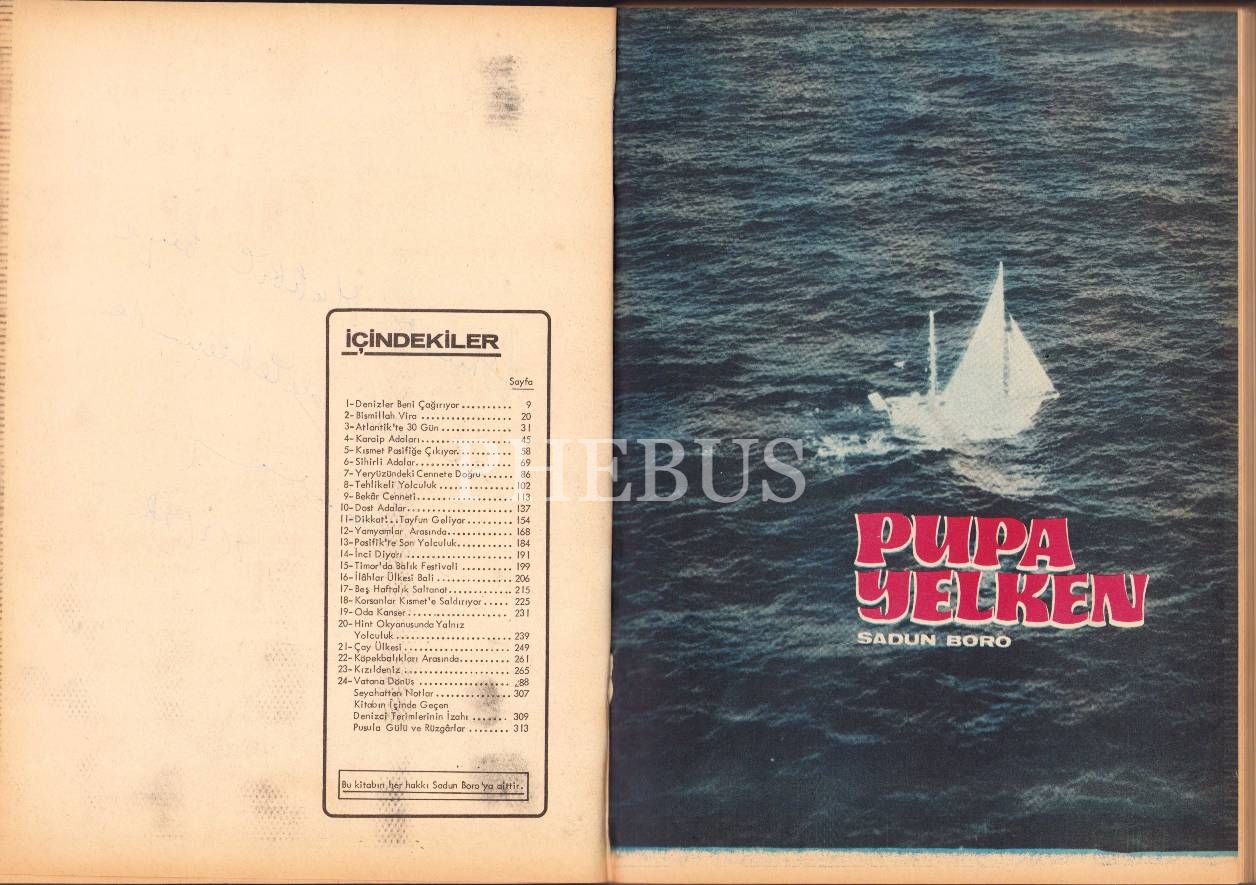 İÇİNDEKİLER
Sayfa
1-Denizler Beni Çağırıyor.......... 9
2-Bismillah Vira .................. 20
3-Atlantik'te 30 Gün .............. 31
4-Karaip Adaları................... 45
5-Kısmet Pasifiğe Çıkıyor.......... 58
6-Sihirli Adalar................... 69
7-Yeryüzündeki Cennete Doğru ...... 86
8-Tehlikeli Yolculuk .............. 102
9-Bekâr Cenneti.................... 113
10-Dost Adalar..................... 137
11-Dikkat!..Tayfun Geliyor......... 154
12-Yamyamlar Arasında.............. 168
13-Pasifik'te Son Yolculuk......... 184
14-İnci Diyarı .................... 191
15-Timor'da Balık Festivali ....... 199
16-İlâhlar Ülkesi Bali ............ 206
17-Beş Haftalık Saltanat........... 215
18-Korsanlar Kısmet'e Saldırıyor ..... 225
19-Oda Kanser...................... 231
20-Hint Okyanusunda Yalnız
Yolculuk ........................ 239
21-Çay Ülkesi ..................... 249
22-Köpekbalıkları Arasında......... 261
23-Kızıldeniz ..................... 265
24-Vatana Dönüş ................... 88
Seyahatten Notlar ............... 307
Kitabın İçinde Geçen
Denizci Terimlerinin İzahı ...... 309
Pusula Gülü ve Rüzgârlar ........ 313
Bu kitabın her hakkı Sadun Boro'ya aittir.
PHEBUS
PUPA
YELKEN
SADUN BORO